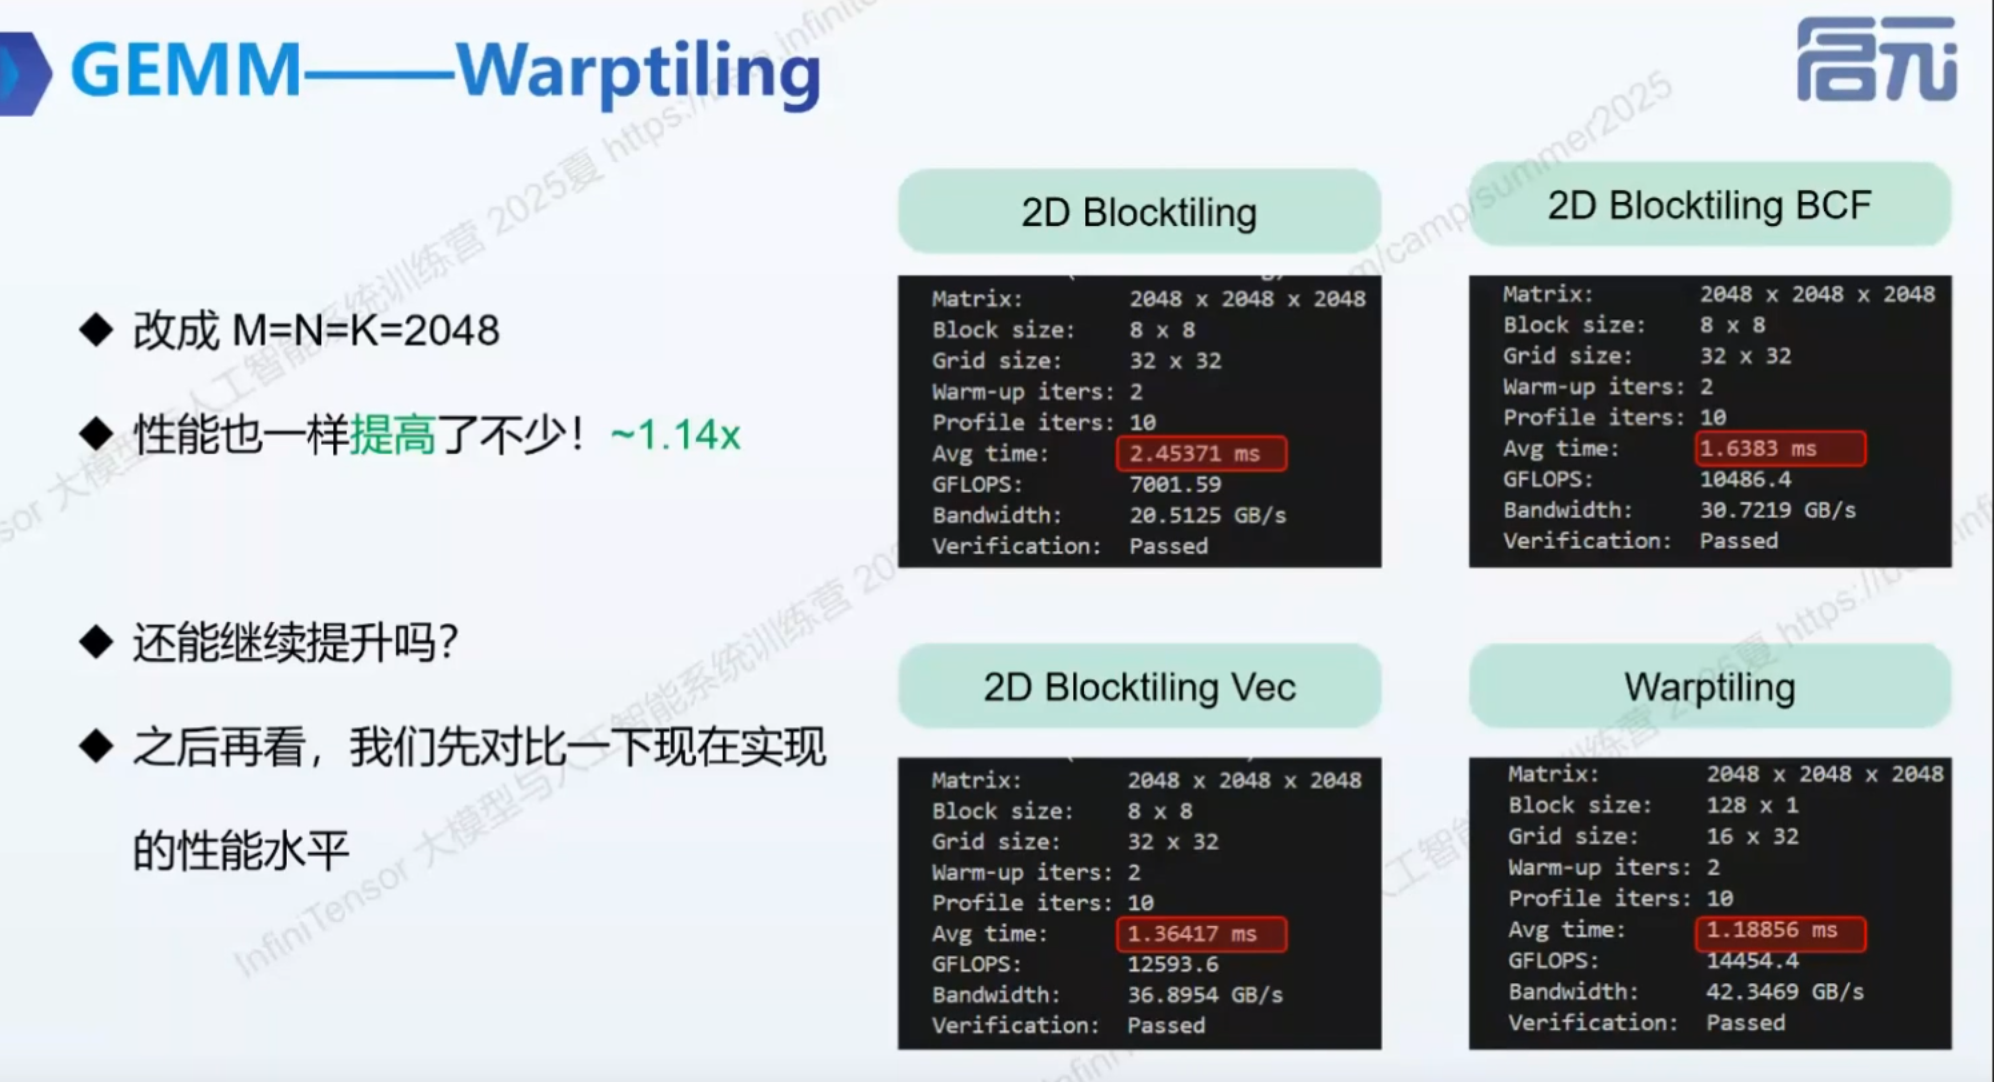 GEMM——Warptiling
启元
改成 M=N=K=2048
性能也一样提高了不少！ ~1.14x
还能继续提升吗？
之后再看，我们先对比一下现在实现
的性能水平
2D Blocktiling
Matrix: 2048 x 2048 x 2048
Block size: 8 x 8
Grid size: 32 x 32
Warm-up iters: 2
Profile iters: 10
Avg time: 2.45371 ms
GFLOPS: 7001.59
Bandwidth: 20.5125 GB/s
Verification: Passed
2D Blocktiling BCF
Matrix: 2048 x 2048 x 2048
Block size: 8 x 8
Grid size: 32 x 32
Warm-up iters: 2
Profile iters: 10
Avg time: 1.6383 ms
GFLOPS: 10486.4
Bandwidth: 30.7219 GB/s
Verification: Passed
2D Blocktiling Vec
Matrix: 2048 x 2048 x 2048
Block size: 8 x 8
Grid size: 32 x 32
Warm-up iters: 2
Profile iters: 10
Avg time: 1.36417 ms
GFLOPS: 12593.6
Bandwidth: 36.8954 GB/s
Verification: Passed
Warptiling
Matrix: 2048 x 2048 x 2048
Block size: 128 x 1
Grid size: 16 x 32
Warm-up iters: 2
Profile iters: 10
Avg time: 1.18856 ms
GFLOPS: 14454.4
Bandwidth: 42.3469 GB/s
Verification: Passed
InfiniTensor 大模型与人工智能系统训练营 2025夏 https://
m/camp/summer2025